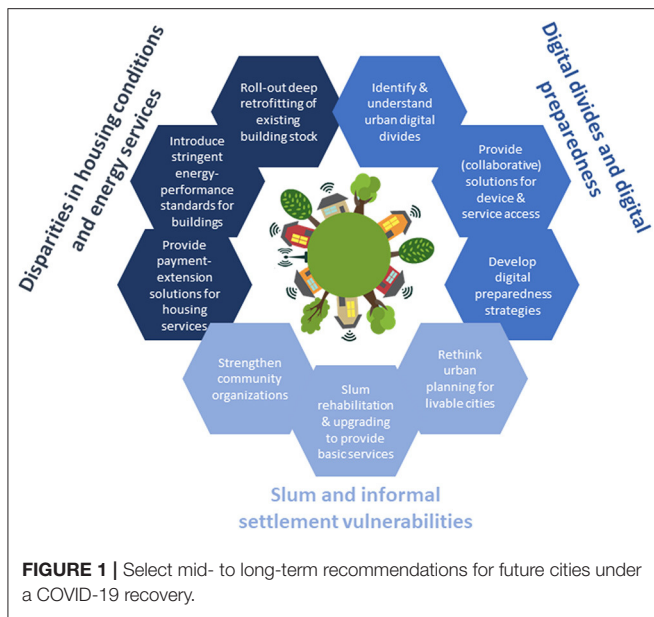 Disparities in housing conditions
and energy services
Digital divides and digital
preparedness
Roll-out deep
retrofitting of
existing
building stock
Identify &
understand
urban digital
divides
Introduce
stringent
energy-
performance
standards for
buildings
Provide
(collaborative)
solutions for
device &
service access
Provide
payment-
extension
solutions for
housing
services
Develop
digital
preparedness
strategies
Strengthen
community
organizations
Slum
rehabilitation
& upgrading
to provide
basic services
Rethink
urban
planning for
livable cities
Slum and informal
settlement vulnerabilities
FIGURE 1 | Select mid- to long-term recommendations for future cities under
a COVID-19 recovery.